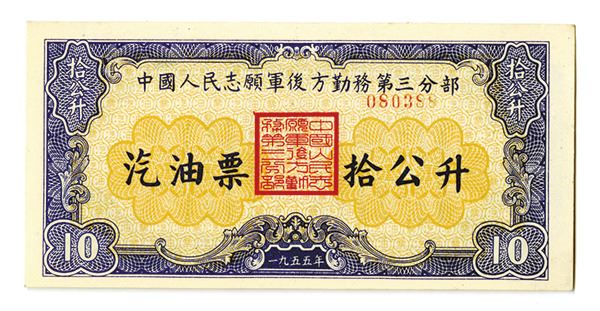 中國人民志願軍後方勤務第三分部
080388
拾公升
拾公升
汽油票
中國人民志
願軍後方勤
務第三分部
拾公升
10
一九五五年
10